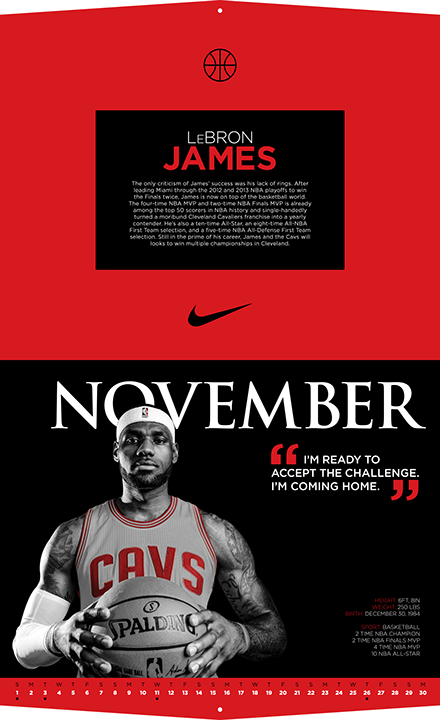 LEBRON
JAMES
The only criticism of James' success was his lack of rings. After
leading Miami through the 2012 and 2013 NBA playoffs to win
the Finals twice, James is now on top of the basketball world.
The four-time NBA MVP and two-time NBA Finals MVP is already
among the top 50 scorers in NBA history and single-handedly
turned a moribund Cleveland Cavaliers franchise into a yearly
contender. He's also a ten-time All-Star, an eight-time All-NBA
First Team selection, and a five-time NBA All-Defense First Team
selection. Still in the prime of his career, James and the Cavs will
looks to win multiple championships in Cleveland.
NOVEMBER
“ I'M READY TO
ACCEPT THE CHALLENGE.
I'M COMING HOME. ”
CAVS
SPALDING
NBA
HEIGHT: 6FT, 8IN
WEIGHT: 250 LBS
BIRTH: DECEMBER 30, 1984
SPORT: BASKETBALL
2 TIME NBA CHAMPION
2 TIME NBA FINALS MVP
4 TIME NBA MVP
10 NBA ALL-STAR
S M T W T F S S M T W T F S S M T W T F S S M T W T F S S M
1 2 3 4 5 6 7 8 9 10 11 12 13 14 15 16 17 18 19 20 21 22 23 24 25 26 27 28 29 30